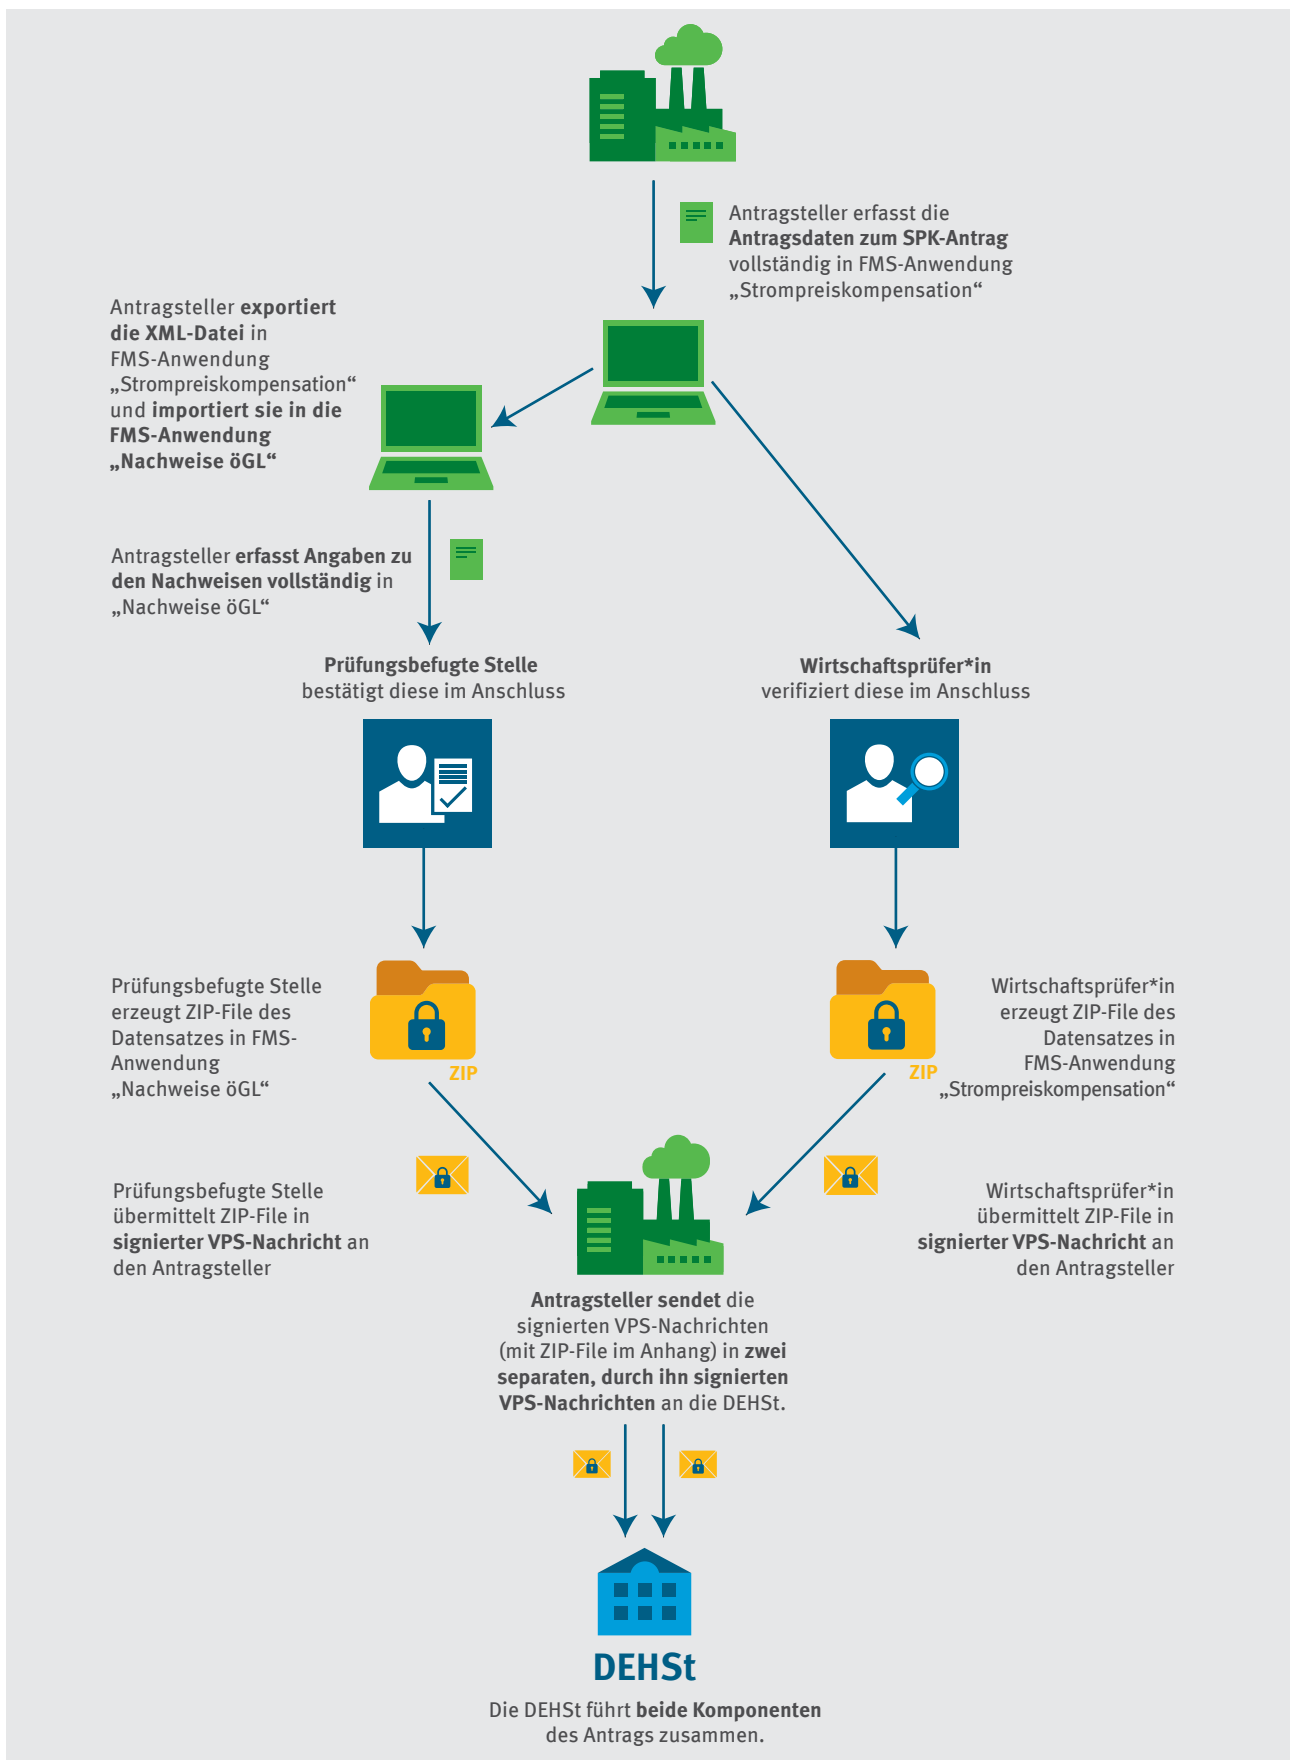 Antragsteller erfasst die
Antragsdaten zum SPK-Antrag
vollständig in FMS-Anwendung
„Strompreiskompensation“
Antragsteller exportiert
die XML-Datei in
FMS-Anwendung
„Strompreiskompensation“
und importiert sie in die
FMS-Anwendung
„Nachweise öGL“
Antragsteller erfasst Angaben zu
den Nachweisen vollständig in
„Nachweise öGL“
Prüfungsbefugte Stelle
bestätigt diese im Anschluss
Wirtschaftsprüfer*in
verifiziert diese im Anschluss
Prüfungsbefugte Stelle
erzeugt ZIP-File des
Datensatzes in FMS-
Anwendung
„Nachweise öGL“
ZIP
ZIP
Wirtschaftsprüfer*in
erzeugt ZIP-File des
Datensatzes in
FMS-Anwendung
„Strompreiskompensation“
Prüfungsbefugte Stelle
übermittelt ZIP-File in
signierter VPS-Nachricht an
den Antragsteller
Wirtschaftsprüfer*in
übermittelt ZIP-File in
signierter VPS-Nachricht an
den Antragsteller
Antragsteller sendet die
signierten VPS-Nachrichten
(mit ZIP-File im Anhang) in zwei
separaten, durch ihn signierten
VPS-Nachrichten an die DEHSt.
DEHSt
Die DEHSt führt beide Komponenten
des Antrags zusammen.